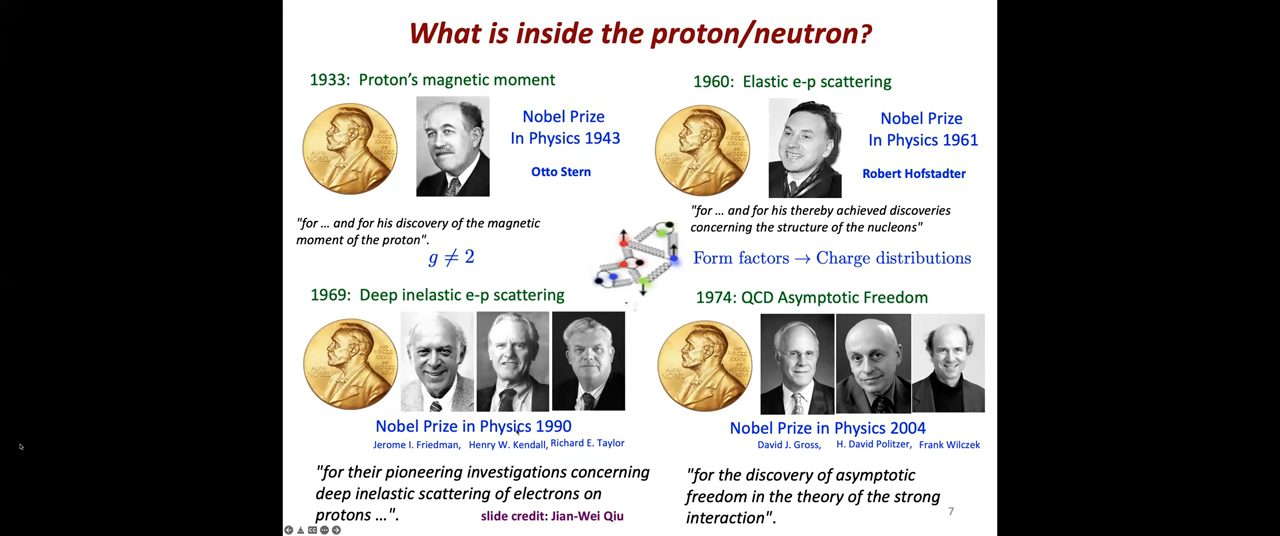 What is inside the proton/neutron?
1933: Proton's magnetic moment
Nobel Prize
In Physics 1943
Otto Stern
"for ... and for his discovery of the magnetic
moment of the proton".
g ≠ 2
1960: Elastic e-p scattering
Nobel Prize
In Physics 1961
Robert Hofstadter
"for ... and for his thereby achieved discoveries
concerning the structure of the nucleons"
Form factors → Charge distributions
1969: Deep inelastic e-p scattering
Nobel Prize in Physics 1990
Jerome I. Friedman, Henry W. Kendall, Richard E. Taylor
"for their pioneering investigations concerning
deep inelastic scattering of electrons on
protons ...".
slide credit: Jian-Wei Qiu
1974: QCD Asymptotic Freedom
Nobel Prize in Physics 2004
David J. Gross, H. David Politzer, Frank Wilczek
"for the discovery of asymptotic
freedom in the theory of the strong
interaction".
7